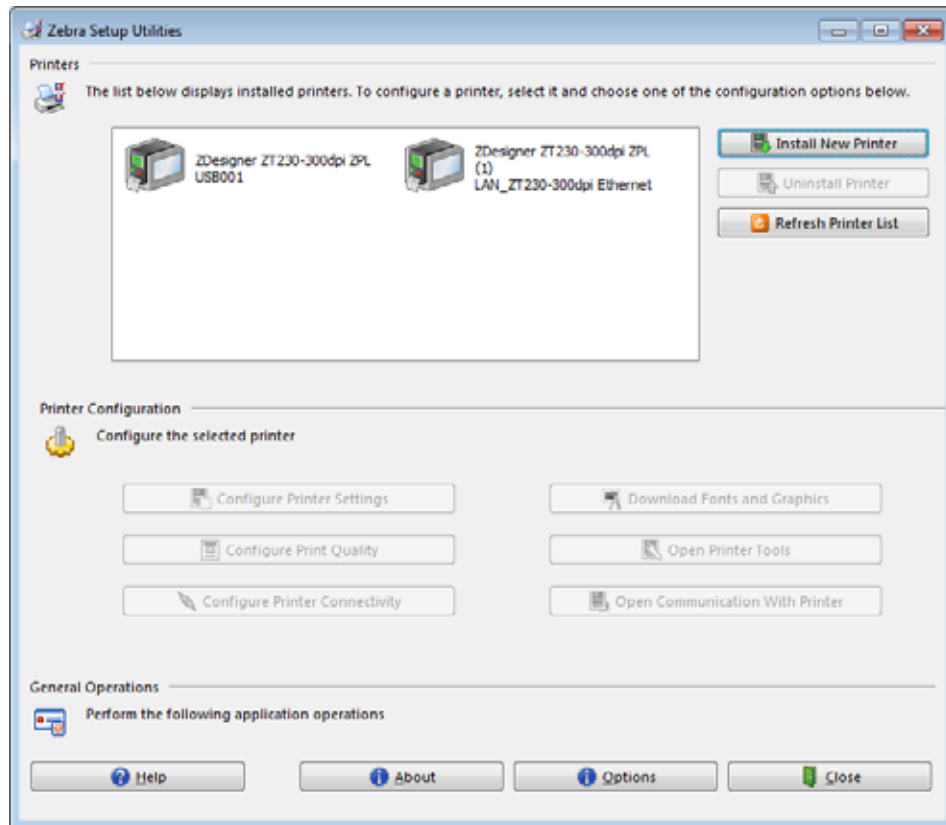 Zebra Setup Utilities
Printers
The list below displays installed printers. To configure a printer, select it and choose one of the configuration options below.
ZDesigner ZT230-300dpi ZPL
USB001
ZDesigner ZT230-300dpi ZPL
(1)
LAN_ZT230-300dpi Ethernet
Install New Printer
Uninstall Printer
Refresh Printer List
Printer Configuration
Configure the selected printer
Configure Printer Settings
Download Fonts and Graphics
Configure Print Quality
Open Printer Tools
Configure Printer Connectivity
Open Communication With Printer
General Operations
Perform the following application operations
Help
About
Options
Close